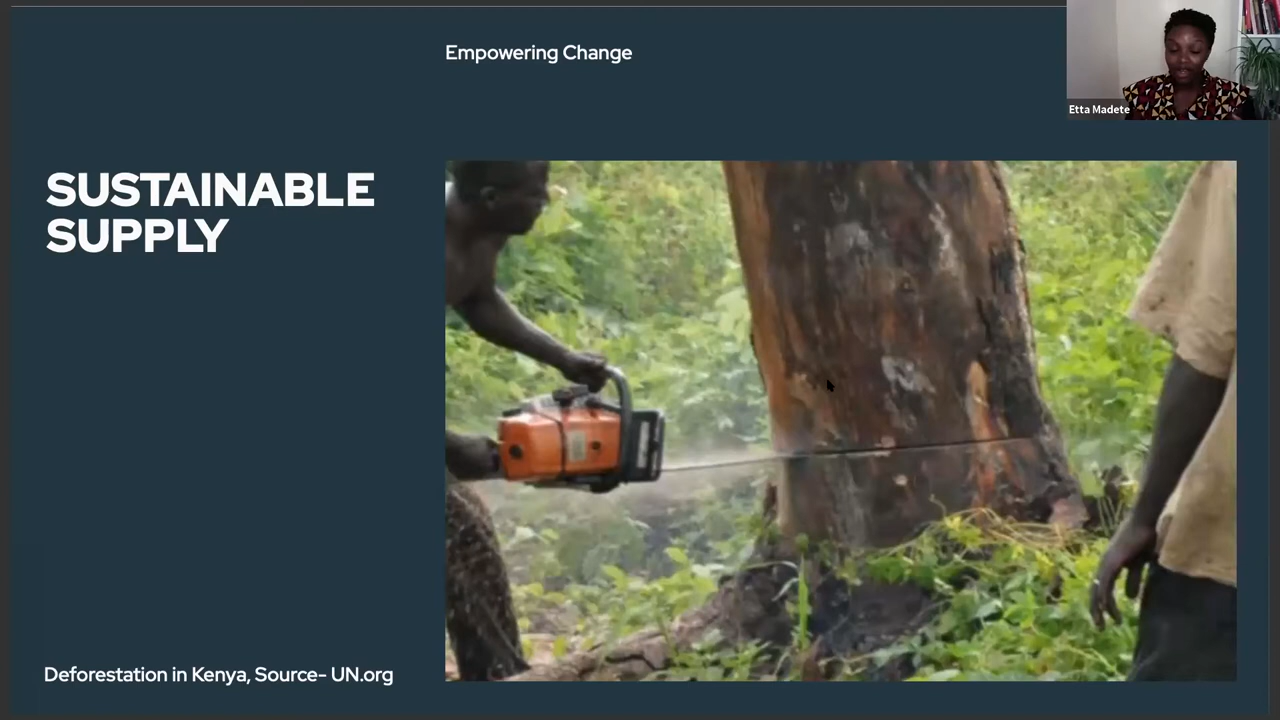 Empowering Change
Etta Madete
SUSTAINABLE
SUPPLY
Deforestation in Kenya, Source- UN.org